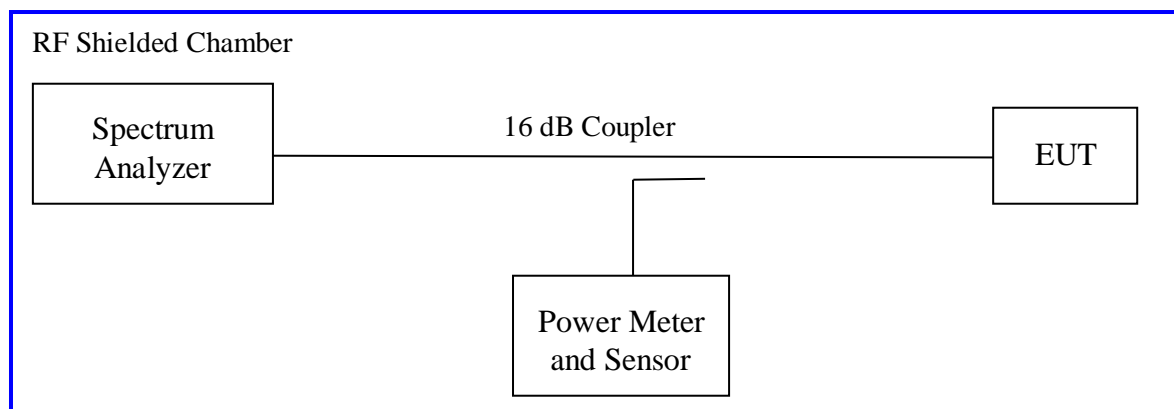 RF Shielded Chamber
Spectrum
Analyzer
16 dB Coupler
EUT
Power Meter
and Sensor